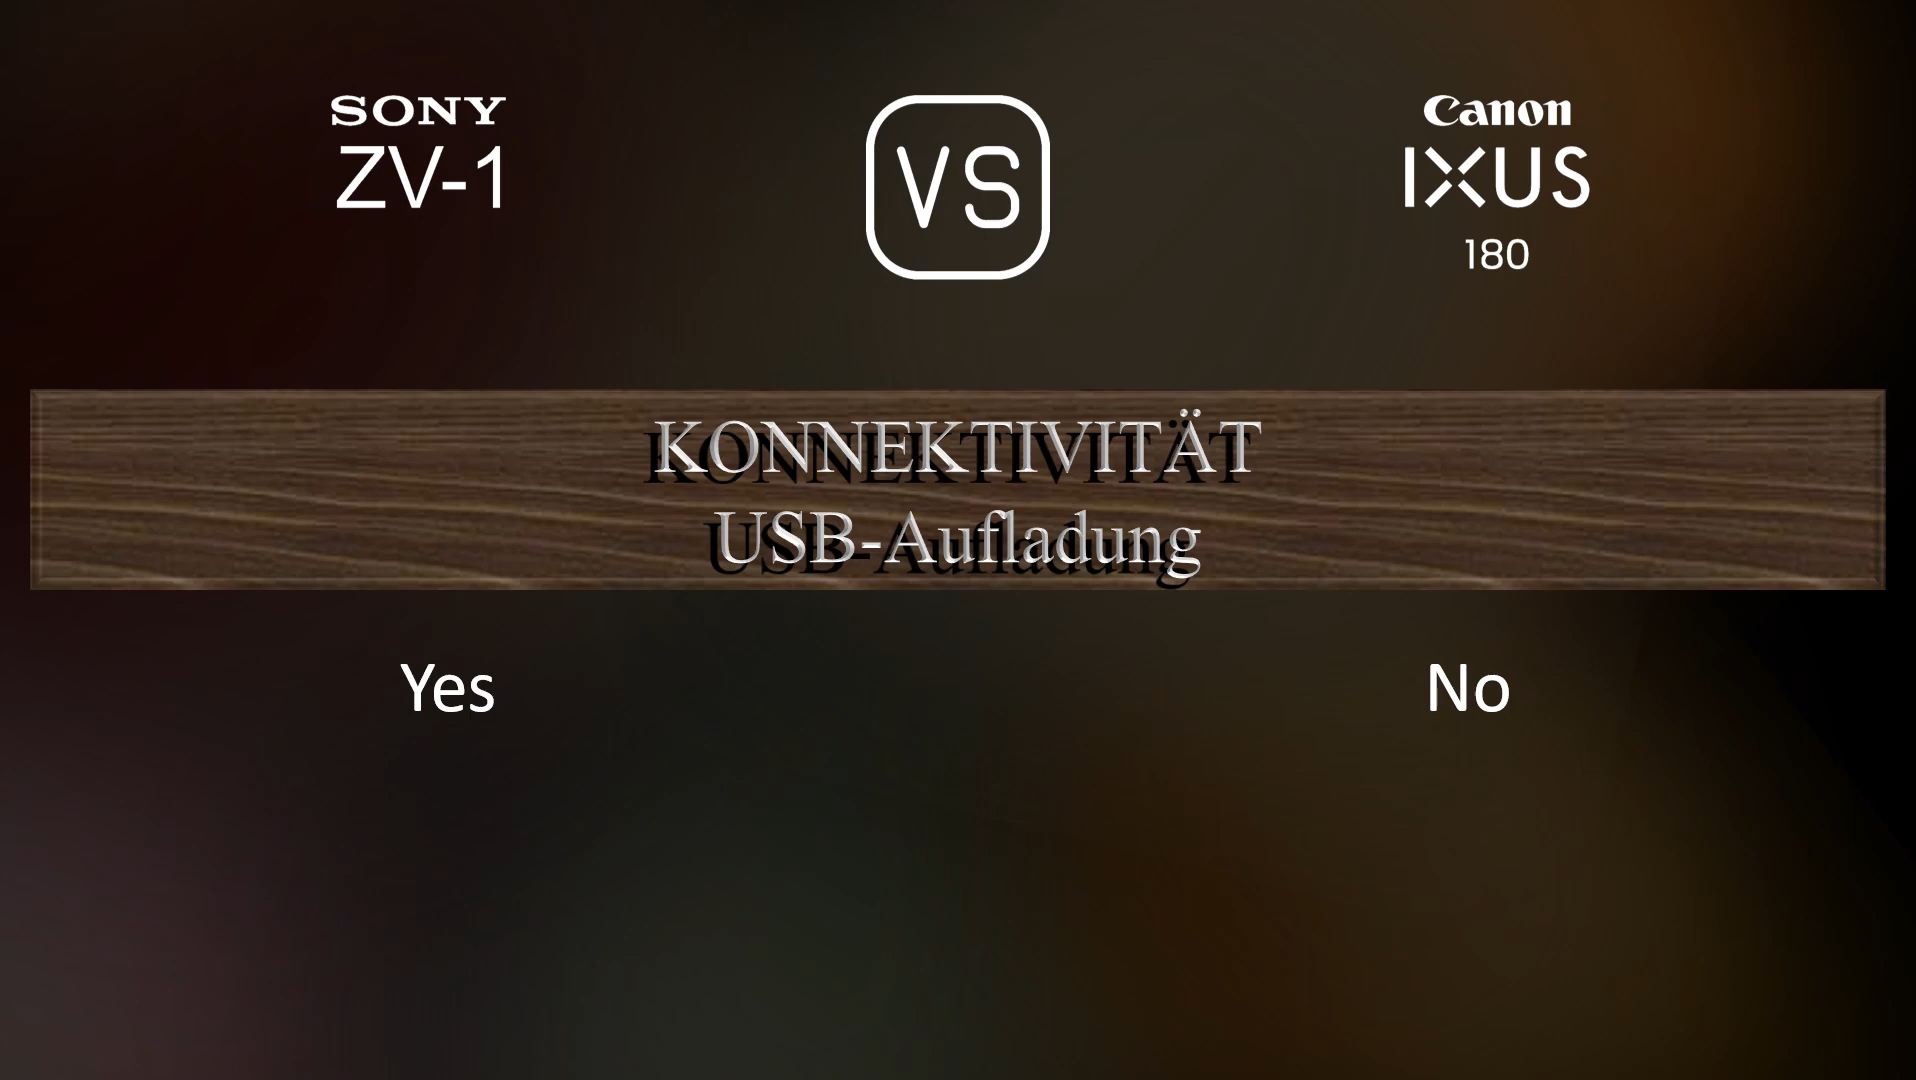 SONY
ZV-1
VS
Canon
IXUS
180
KONNEKTIVITÄT
USB-Aufladung
Yes
No